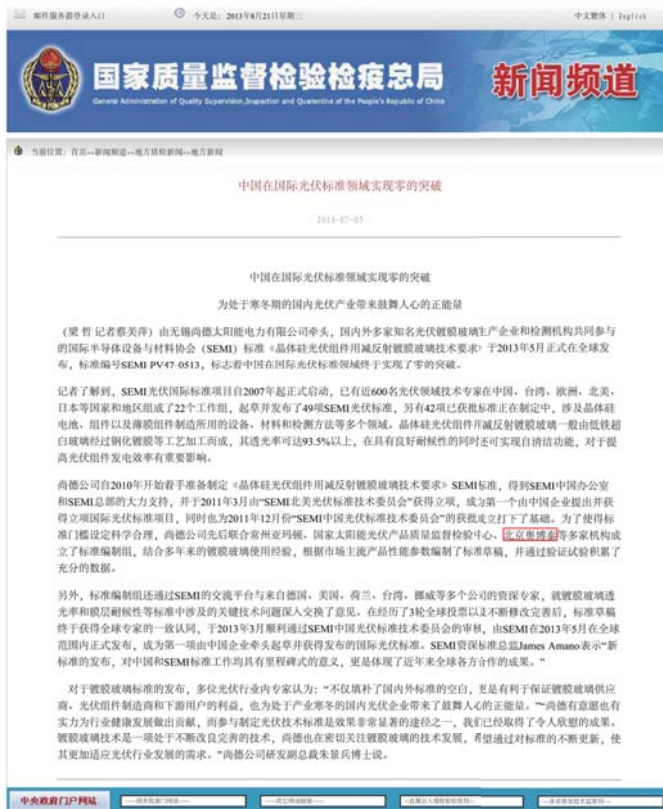 邮件服务器登录入口 今天是: 2013年8月21日星期三 中文繁体 | English
国家质量监督检验检疫总局 新闻频道
General Administration of Quality Supervision,Inspection and Quarantine of the People's Republic of China
当前位置: 首页>>新闻频道>>地方质检新闻>>地方新闻
中国在国际光伏标准领域实现零的突破
2013-07-05
中国在国际光伏标准领域实现零的突破
为处于寒冬期的国内光伏产业带来鼓舞人心的正能量
(梁 哲 记者蔡美萍) 由无锡尚德太阳能电力有限公司牵头, 国内外多家知名光伏镀膜玻璃生产企业和检测机构共同参与
的国际半导体设备与材料协会 (SEMI) 标准《晶体硅光伏组件用减反射镀膜玻璃技术要求》于2013年5月正式在全球发
布, 标准编号SEMI PV47-0513, 标志着中国在国际光伏标准领域终于实现了零的突破。
记者了解到, SEMI光伏国际标准项目自2007年起正式启动, 已有近600名光伏领域技术专家在中国、台湾、欧洲、北美、
日本等国家和地区组成了22个工作组, 起草并发布了49项SEMI光伏标准, 另有42项已获批标准正在制定中, 涉及晶体硅
电池、组件以及薄膜组件制造所用的设备、材料和检测方法等多个领域。晶体硅光伏组件用减反射镀膜玻璃一般由低铁超
白玻璃经过钢化镀膜等工艺加工而成, 其透光率可达93.5%以上, 在具有良好耐候性的同时还可实现自清洁功能, 对于提
高光伏组件发电效率有重要影响。
尚德公司自2010年开始着手准备制定《晶体硅光伏组件用减反射镀膜玻璃技术要求》SEMI标准, 得到SEMI中国办公室
和SEMI总部的大力支持, 并于2011年3月由“SEMI北美光伏标准技术委员会”获得立项, 成为第一个由中国企业提出并获
得立项国际光伏标准项目, 同时也为2011年12月份“SEMI中国光伏标准技术委员会”的获批成立打下了基础。为了使得标
准门槛设定科学合理, 尚德公司先后联合常州亚玛顿、国家太阳能光伏产品质量监督检验中心、北京奥博泰等多家机构成
立了标准编制组, 结合多年来的镀膜玻璃使用经验, 根据市场主流产品性能参数编制了标准草稿, 并通过验证试验积累了
充分的数据。
另外, 标准编制组还通过SEMI的交流平台与来自德国、美国、荷兰、台湾、挪威等多个公司的资深专家, 就镀膜玻璃透
光率和膜层耐候性等标准中涉及的关键技术问题深入交换了意见。在经历了3轮全球投票以及不断修改完善后, 标准草稿
终于获得全球专家的一致认同, 于2013年3月顺利通过SEMI中国光伏标准技术委员会的审核, 由SEMI在2013年5月在全球
范围内正式发布, 成为第一项由中国企业牵头起草并获得发布的国际光伏标准。SEMI资深标准总监James Amano表示“新
标准的发布, 对中国和SEMI标准工作均具有里程碑式的意义, 更是体现了近年来全球各方合作的成果。”
对于镀膜玻璃标准的发布, 多位光伏行业内专家认为: “不仅填补了国内外标准的空白, 更是有利于保证镀膜玻璃供应
商、光伏组件制造商和下游用户的利益, 也为处于产业寒冬的国内光伏企业带来了鼓舞人心的正能量。”“尚德有意愿也有
实力为行业健康发展做出贡献, 而参与制定光伏技术标准是效果非常显著的途径之一, 我们已经取得了令人欣慰的成果。
镀膜玻璃技术是一项处于不断改良完善的技术, 尚德也在密切关注镀膜玻璃的技术发展, 希望通过对标准的不断更新, 使
其更加适应光伏行业发展的需求。”尚德公司研发副总裁朱景兵博士说。
中央政府门户网站